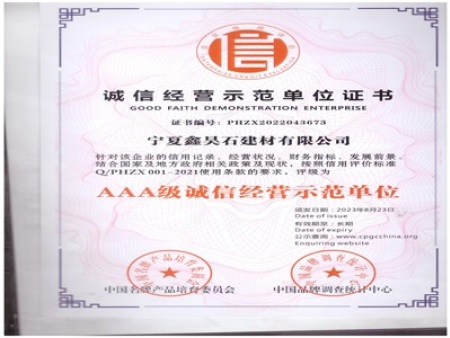 诚信经营示范单位证书
GOOD FAITH DEMONSTRATION ENTERPRISE
证书编号：PHZX2022043673
宁夏鑫昊石建材有限公司
针对该企业的信用记录、经营状况、财务指标、发展前景
结合国家及地方政府相关政策及现状，按照信用评价标准
Q/PHZX 001-2021使用条款的要求。评级为
AAA级诚信经营示范单位
颁发日期：2023年8月23日
Date of issue
有效期至：长期
Date of expiry
公示查询：www.cpgcchina.org
Enquiring website
中国名牌产品培育委员会
中国品牌调查统计中心